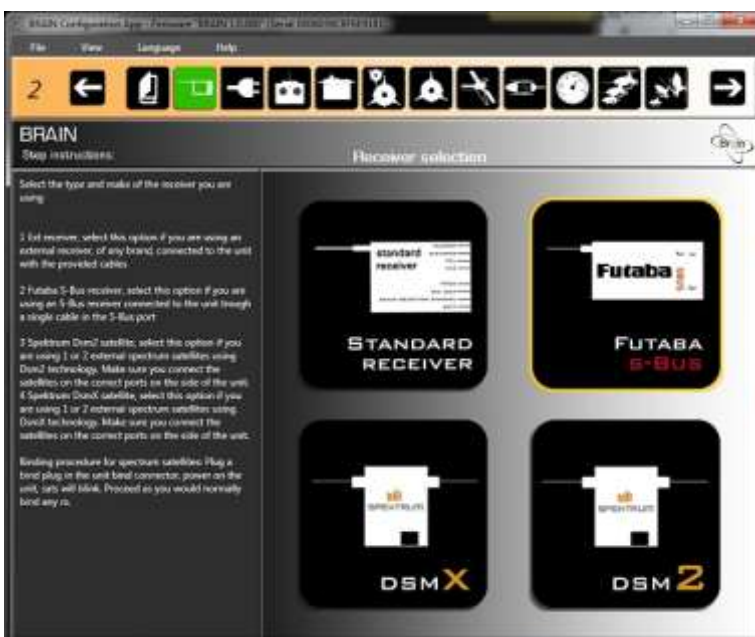 BRAIN Configuration App - Firmware "BRAIN 1.0.000"
File View Language Help
2
BRAIN
Step instructions:
Receiver selection
Brain
Select the type and make of the receiver you are
using
1 Ext receiver, select this option if you are using an
external receiver, of any brand, connected to the unit
with the provided cables
2 Futaba S-Bus receiver, select this option if you are
using an S-Bus receiver connected to the unit trough
a single cable in the S-Bus port
3 Spektrum Dsm2 satellite, select this option if you
are using 1 or 2 external spectrum satellites using
Dsm2 technology. Make sure you connect the
satellites on the correct ports on the side of the unit.
4 Spektrum DsmX satellite, select this option if you
are using 1 or 2 external spectrum satellites using
DsmX technology. Make sure you connect the
satellites on the correct ports on the side of the unit.
Binding procedure for spectrum satellites: Plug a
bind plug in the unit bind connector, power on the
unit, sats will blink. Proceed as you would normally
bind any rx.
standard
receiver
STANDARD
RECEIVER
Futaba
FUTABA
S-BUS
SPEKTRUM
DSMX
SPEKTRUM
DSM2